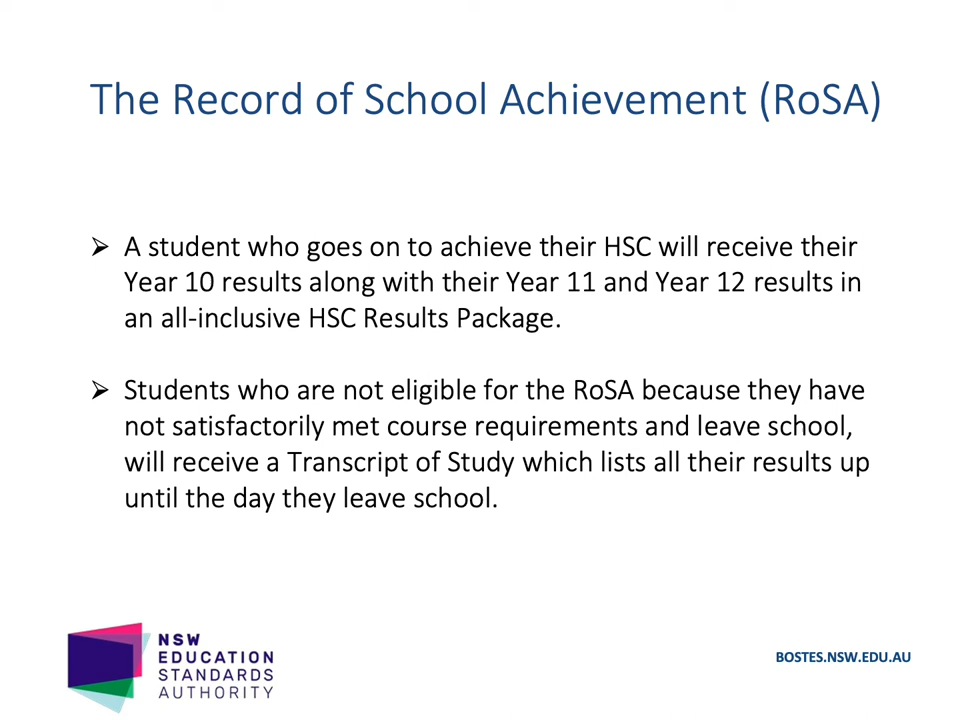 The Record of School Achievement (RoSA)
➢ A student who goes on to achieve their HSC will receive their
Year 10 results along with their Year 11 and Year 12 results in
an all-inclusive HSC Results Package.
➢ Students who are not eligible for the RoSA because they have
not satisfactorily met course requirements and leave school,
will receive a Transcript of Study which lists all their results up
until the day they leave school.
NSW
EDUCATION
STANDARDS
AUTHORITY
BOSTES.NSW.EDU.AU